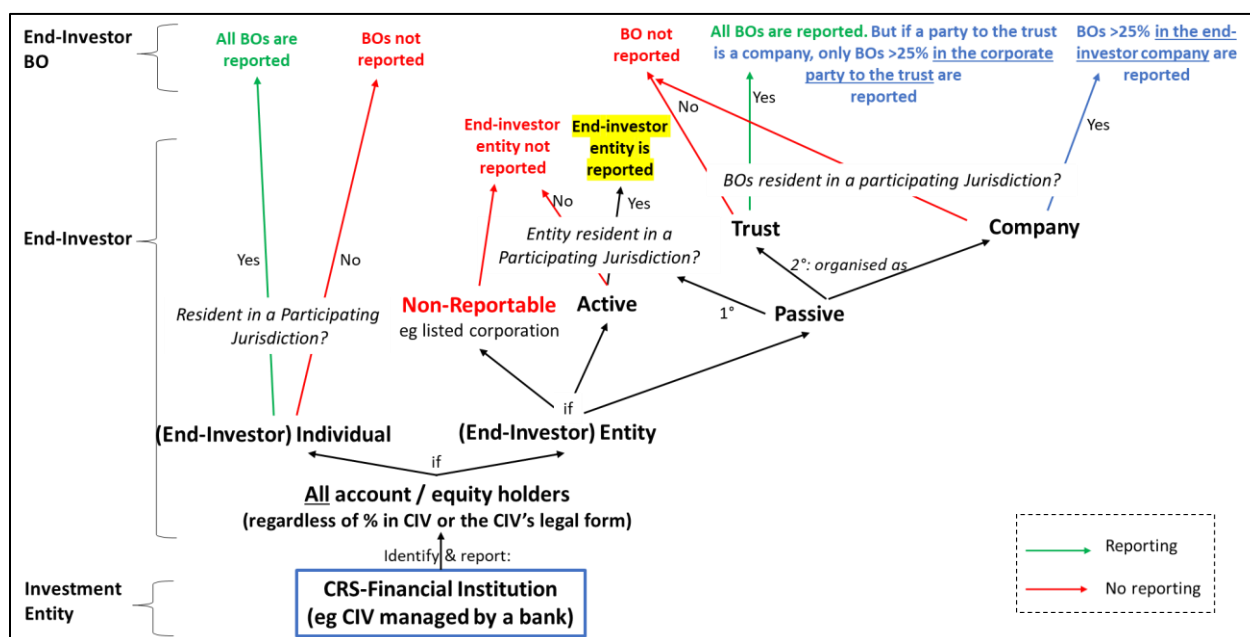 End-Investor
BO
All BOs are
reported
BOs not
reported
BO not
reported
All BOs are reported. But if a party to the trust
is a company, only BOs >25% in the corporate
party to the trust are
reported
BOs >25% in the end-
investor company are
reported
No
Yes
Yes
End-investor
entity not
reported
End-investor
entity is
reported
BOs resident in a participating Jurisdiction?
No
Yes
End-Investor
Trust
Company
Entity resident in a
Participating Jurisdiction?
Yes
No
2°: organised as
Non-Reportable
eg listed corporation
Active
1°
Passive
Resident in a Participating
Jurisdiction?
if
(End-Investor) Individual
(End-Investor) Entity
if
All account / equity holders
(regardless of % in CIV or the CIV's legal form)
Identify & report:
Investment
Entity
CRS-Financial Institution
(eg CIV managed by a bank)
Reporting
No reporting